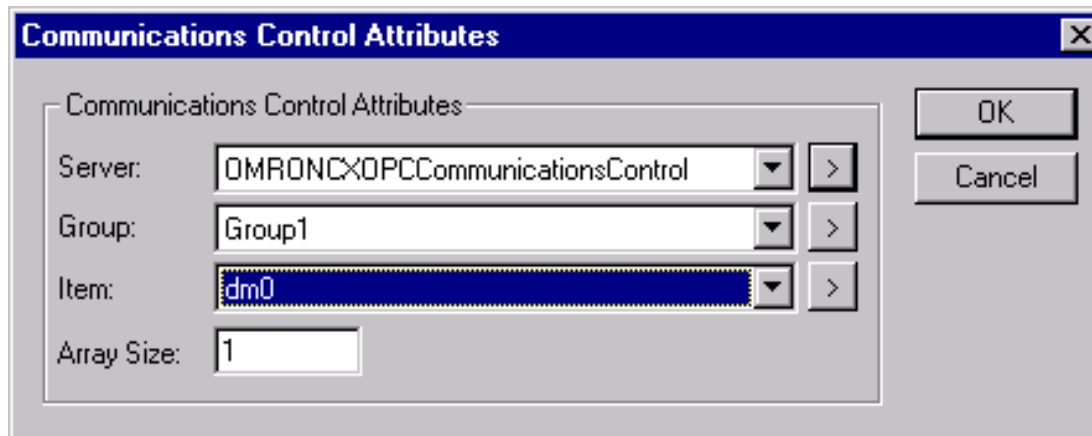 Communications Control Attributes
Communications Control Attributes
Server: OMRONCXOPCCommunicationsControl >
Group: Group1 >
Item: dm0 >
Array Size: 1
OK
Cancel